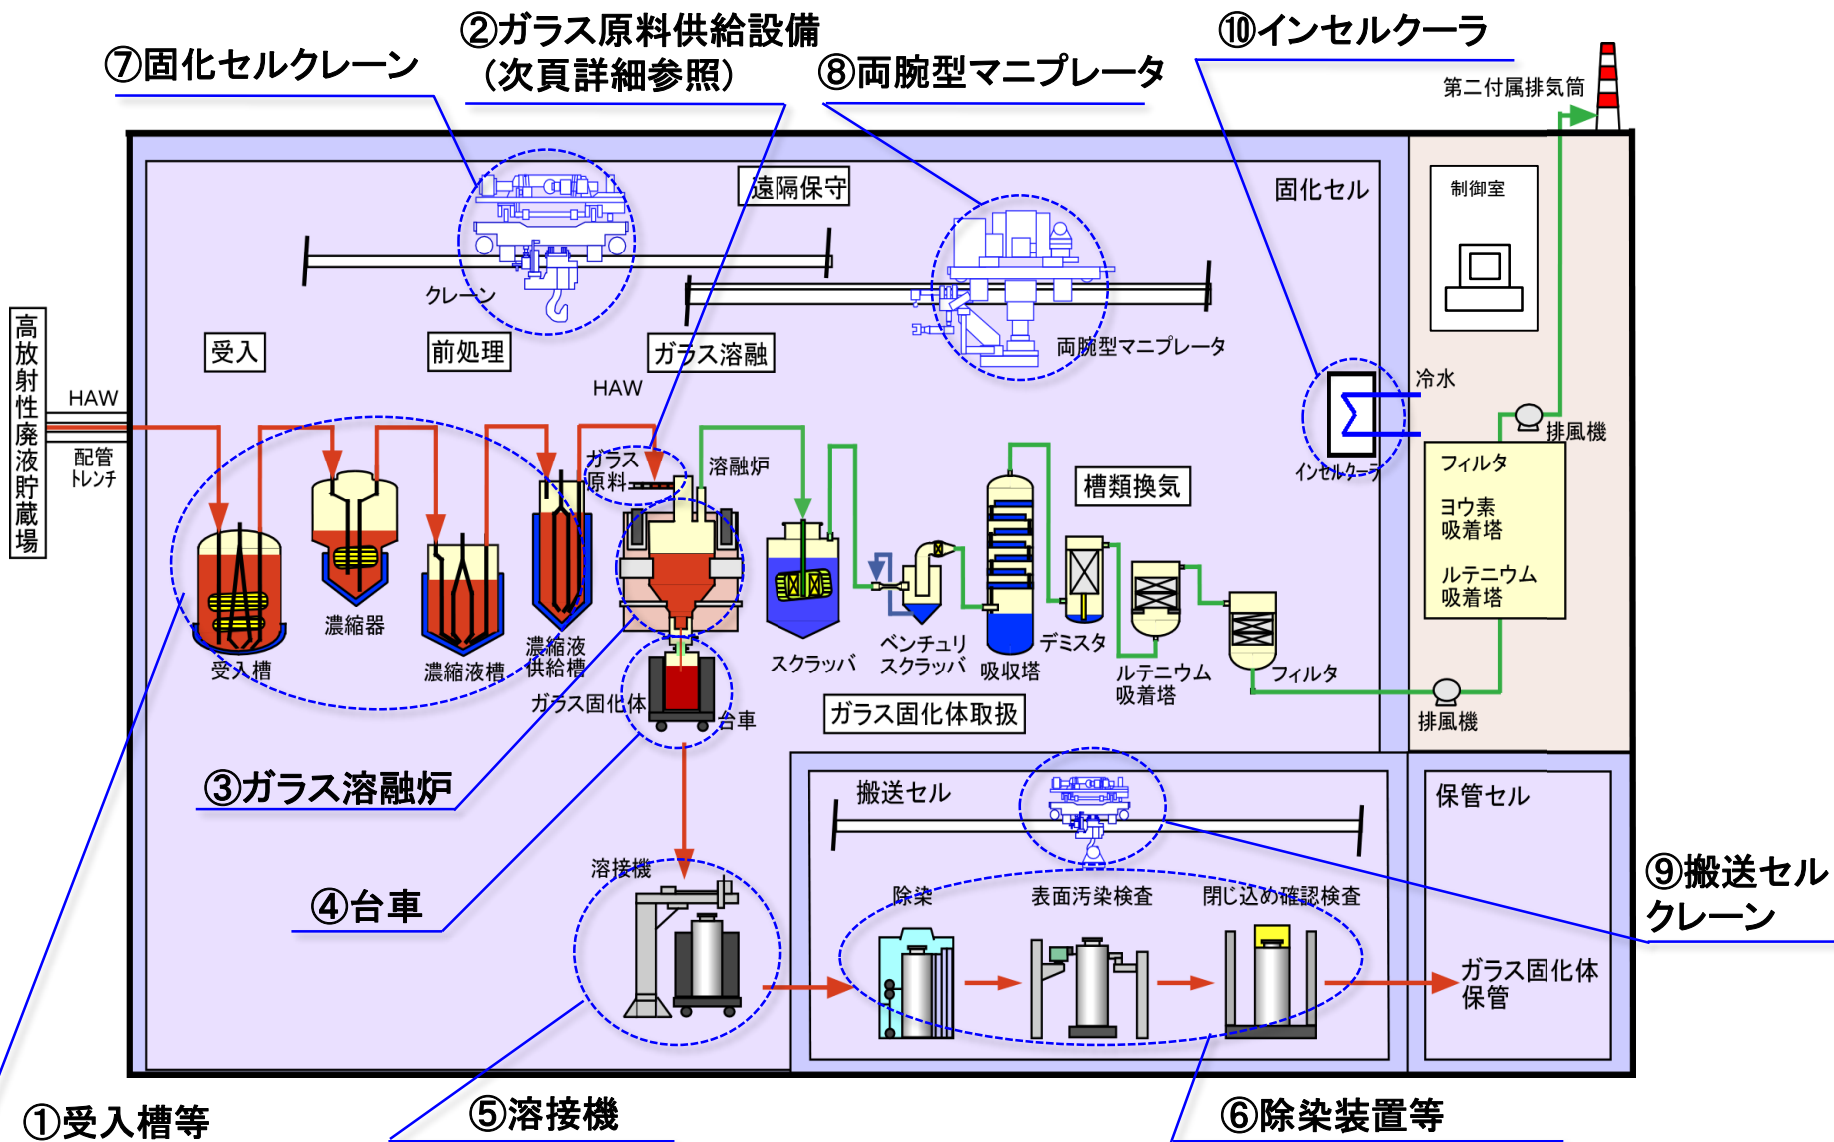 ②ガラス原料供給設備
(次頁詳細参照)
⑩インセルクーラ
⑦固化セルクレーン
⑧両腕型マニプレータ
第二付属排気筒
遠隔保守
固化セル
制御室
クレーン
両腕型マニプレータ
高放射性廃液貯蔵場
受入
前処理
ガラス溶融
HAW
HAW
配管
トレンチ
冷水
排風機
インセルクーラ
ガラス
原料
溶融炉
槽類換気
フィルタ
ヨウ素
吸着塔
ルテニウム
吸着塔
受入槽
濃縮器
濃縮液槽
濃縮液
供給槽
スクラッバ
ベンチュリ
スクラッバ
吸収塔
デミスタ
ルテニウム
吸着塔
フィルタ
排風機
ガラス固化体
台車
ガラス固化体取扱
③ガラス溶融炉
搬送セル
保管セル
④台車
溶接機
除染
表面汚染検査
閉じ込め確認検査
⑨搬送セル
クレーン
ガラス固化体
保管
①受入槽等
⑤溶接機
⑥除染装置等